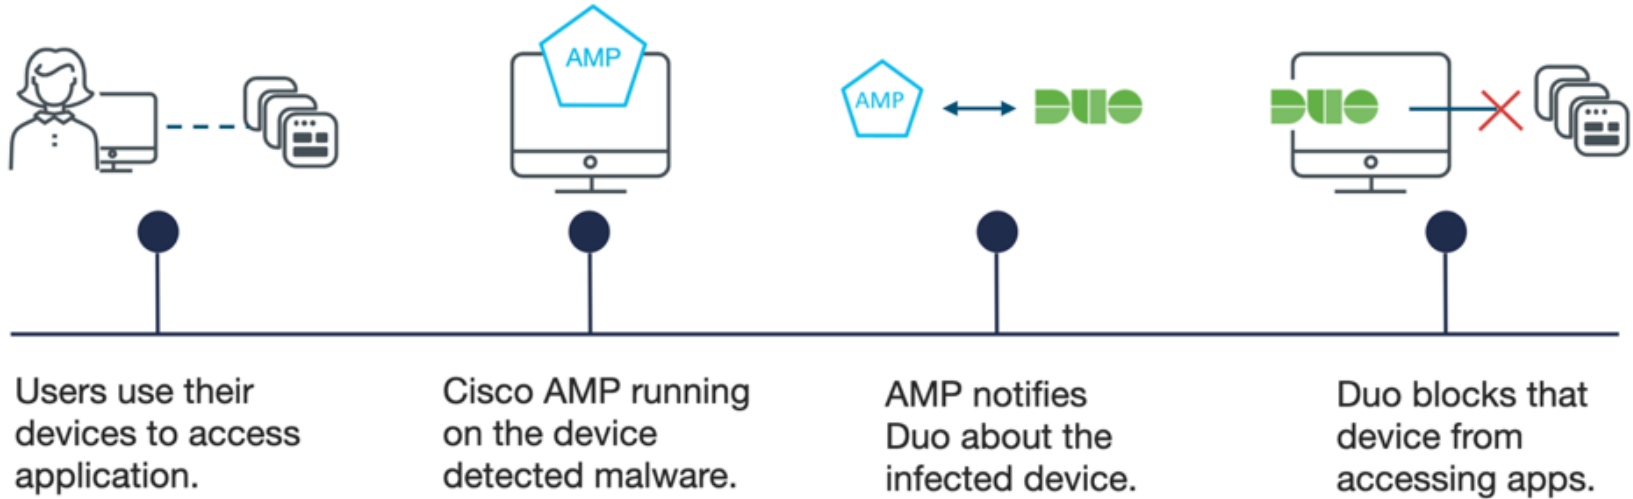 AMP
AMP
DUO
DUO
Users use their
devices to access
application.
Cisco AMP running
on the device
detected malware.
AMP notifies
Duo about the
infected device.
Duo blocks that
device from
accessing apps.